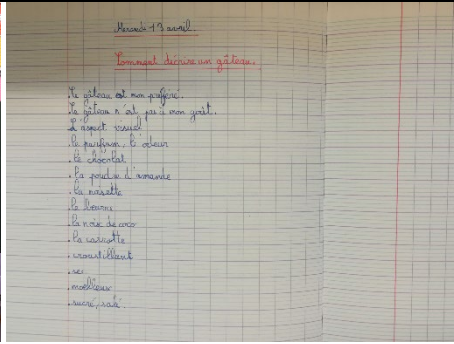 Mercredi 13 avril
Comment décrire un gâteau.
. Le gâteau est mon préféré.
. Le gâteau n'est pas à mon goût.
. L'aspect visuel
. le parfum, l'odeur
. le chocolat
. la poudre d'amande
. la noisette
. le beurre
. la noix de coco
. la
. croustillant
. sec
. moelleux
. sucré, salé.